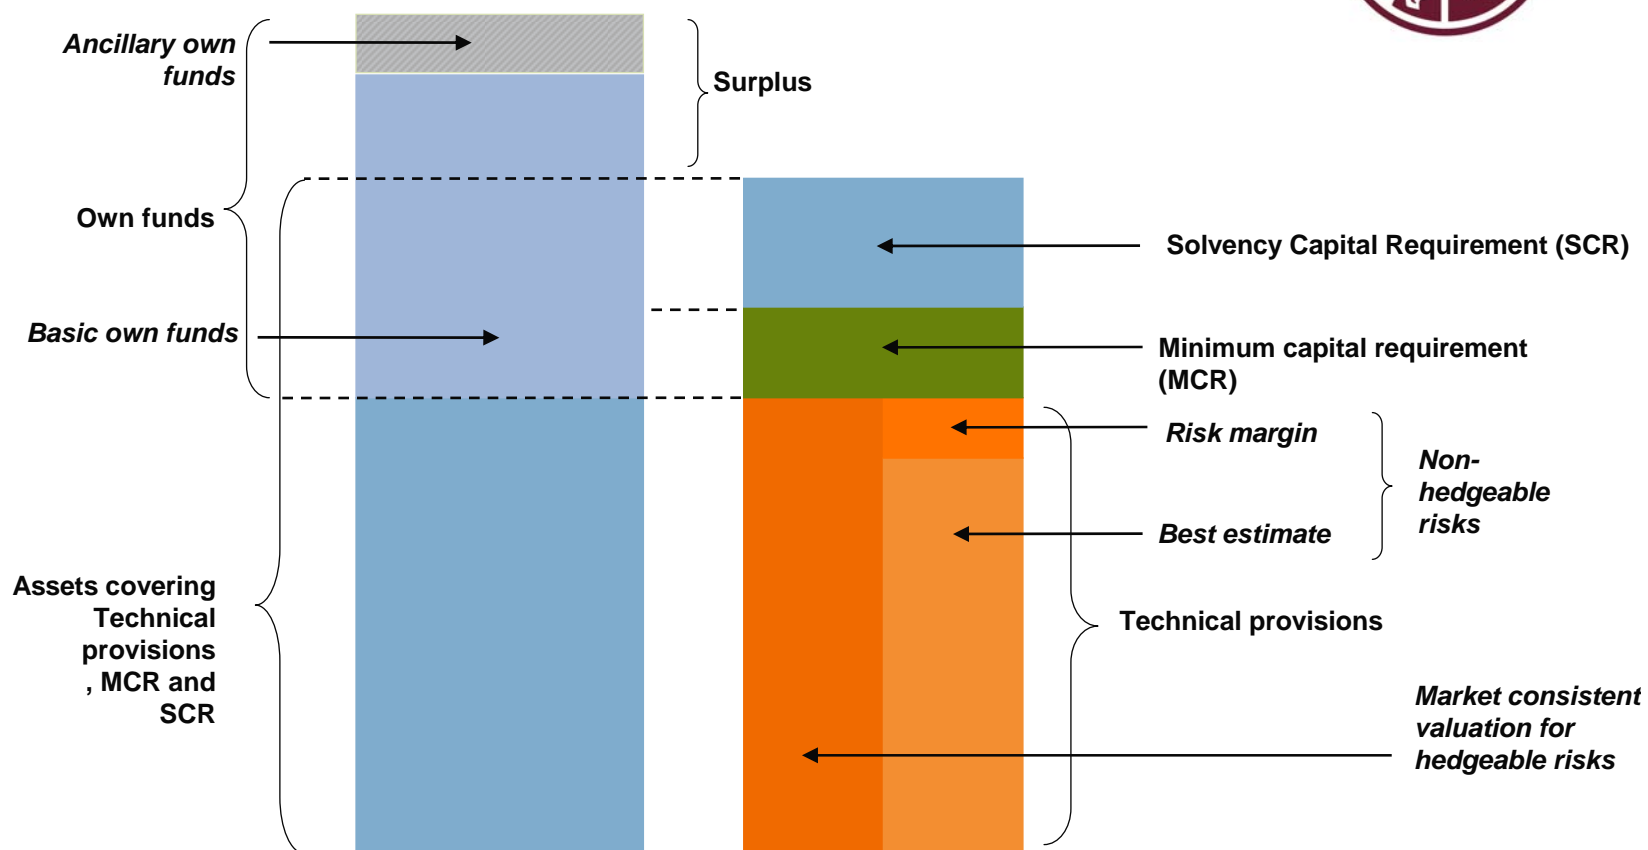 Ancillary own
funds
Surplus
Own funds
Solvency Capital Requirement (SCR)
Basic own funds
Minimum capital requirement
(MCR)
Risk margin
Non-
hedgeable
risks
Best estimate
Assets covering
Technical
provisions
, MCR and
SCR
Technical provisions
Market consistent
valuation for
hedgeable risks